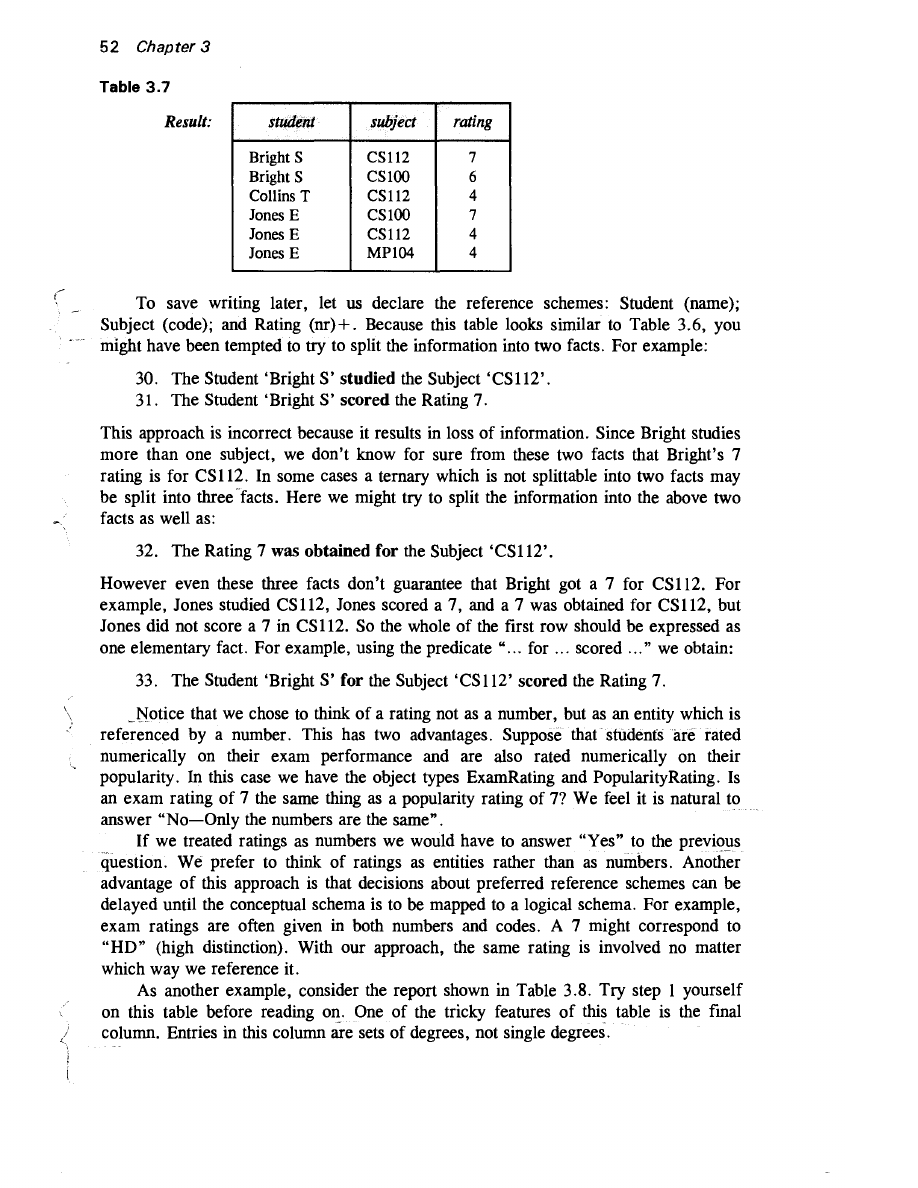 52 Chapter 3
Table 3.7
Result: student subject rating
Bright S CS112 7
Bright S CS100 6
Collins T CS112 4
Jones E CS100 7
Jones E CS112 4
Jones E MP104 4
To save writing later, let us declare the reference schemes: Student (name);
Subject (code); and Rating (nr)+. Because this table looks similar to Table 3.6, you
might have been tempted to try to split the information into two facts. For example:
30. The Student ‘Bright S’ studied the Subject ‘CS112’.
31. The Student ‘Bright S’ scored the Rating 7.
This approach is incorrect because it results in loss of information. Since Bright studies
more than one subject, we don’t know for sure from these two facts that Bright’s 7
rating is for CS112. In some cases a ternary which is not splittable into two facts may
be split into three facts. Here we might try to split the information into the above two
facts as well as:
32. The Rating 7 was obtained for the Subject ‘CS112’.
However even these three facts don’t guarantee that Bright got a 7 for CS112. For
example, Jones studied CS112, Jones scored a 7, and a 7 was obtained for CS112, but
Jones did not score a 7 in CS112. So the whole of the first row should be expressed as
one elementary fact. For example, using the predicate “... for ... scored ...” we obtain:
33. The Student ‘Bright S’ for the Subject ‘CS112’ scored the Rating 7.
Notice that we chose to think of a rating not as a number, but as an entity which is
referenced by a number. This has two advantages. Suppose that students are rated
numerically on their exam performance and are also rated numerically on their
popularity. In this case we have the object types ExamRating and PopularityRating. Is
an exam rating of 7 the same thing as a popularity rating of 7? We feel it is natural to
answer “No—Only the numbers are the same”.
If we treated ratings as numbers we would have to answer “Yes” to the previous
question. We prefer to think of ratings as entities rather than as numbers. Another
advantage of this approach is that decisions about preferred reference schemes can be
delayed until the conceptual schema is to be mapped to a logical schema. For example,
exam ratings are often given in both numbers and codes. A 7 might correspond to
“HD” (high distinction). With our approach, the same rating is involved no matter
which way we reference it.
As another example, consider the report shown in Table 3.8. Try step 1 yourself
on this table before reading on. One of the tricky features of this table is the final
column. Entries in this column are sets of degrees, not single degrees.